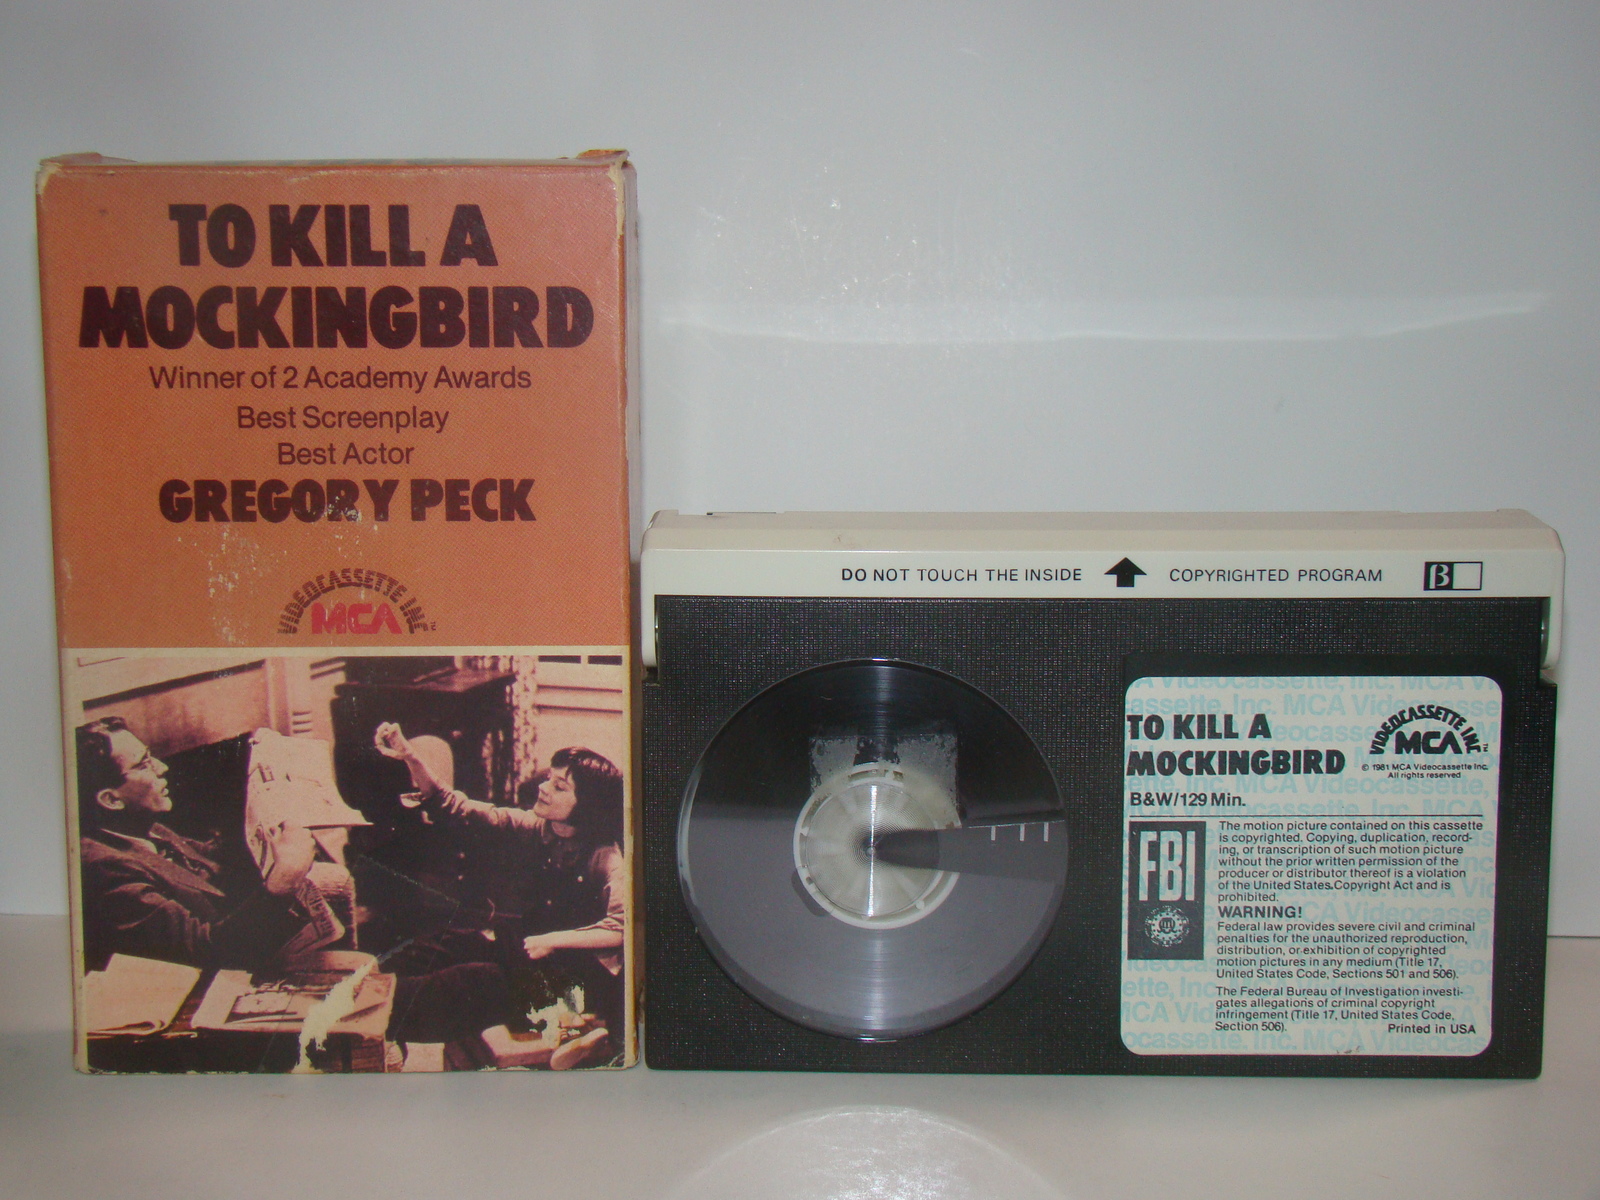 TO KILL A
MOCKINGBIRD
Winner of 2 Academy Awards
Best Screenplay
Best Actor
GREGORY PECK
VIDEOCASSETTE INC.
MCA
DO NOT TOUCH THE INSIDE
COPYRIGHTED PROGRAM
β
TO KILL A
MOCKINGBIRD
VIDEOCASSETTE INC.
MCA
TM
© 1981 MCA Videocassette Inc.
All rights reserved
B&W/129 Min.
FBI
The motion picture contained on this cassette
is copyrighted. Copying, duplication, record-
ing, or transcription of such motion picture
without the prior written permission of the
producer or distributor thereof is a violation
of the United States Copyright Act and is
prohibited.
WARNING!
Federal law provides severe civil and criminal
penalties for the unauthorized reproduction,
distribution, or exhibition of copyrighted
motion pictures in any medium (Title 17,
United States Code, Sections 501 and 506).
The Federal Bureau of Investigation investi-
gates allegations of criminal copyright
infringement (Title 17, United States Code,
Section 506).
Printed in USA